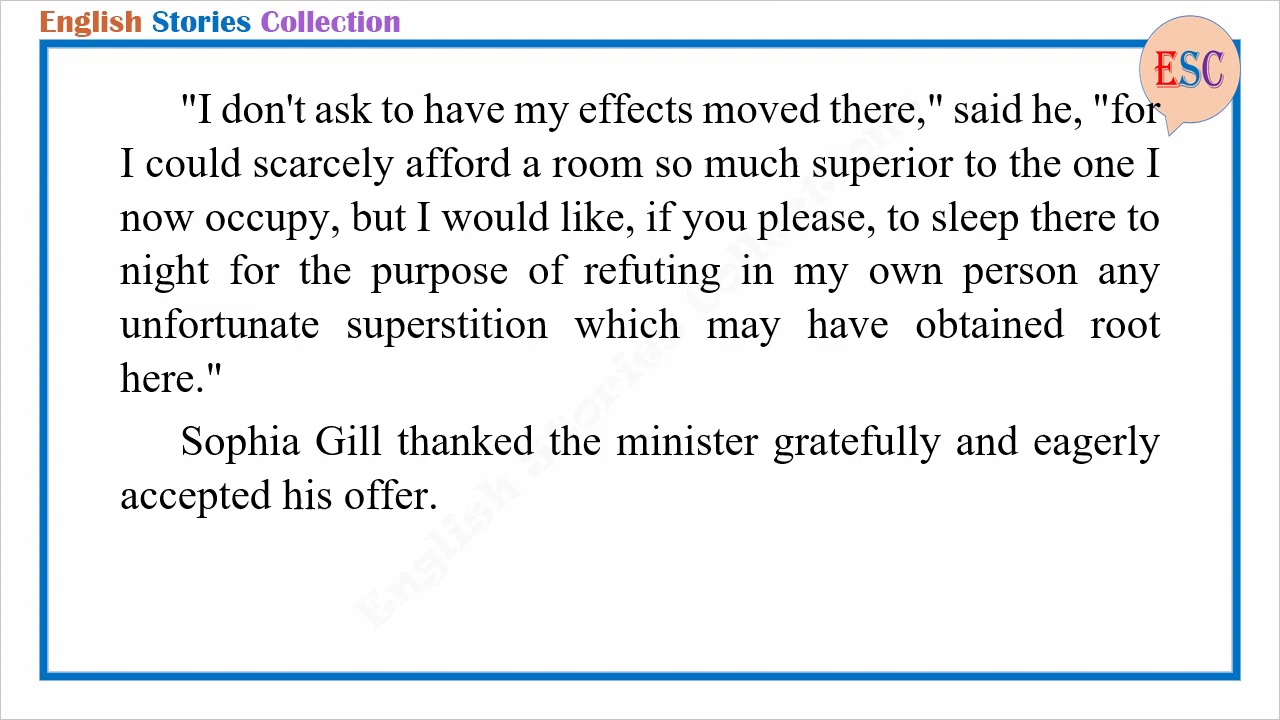 English Stories Collection
ESC
"I don't ask to have my effects moved there," said he, "for
I could scarcely afford a room so much superior to the one I
now occupy, but I would like, if you please, to sleep there to
night for the purpose of refuting in my own person any
unfortunate superstition which may have obtained root
here."
Sophia Gill thanked the minister gratefully and eagerly
accepted his offer.
English Stories Collection